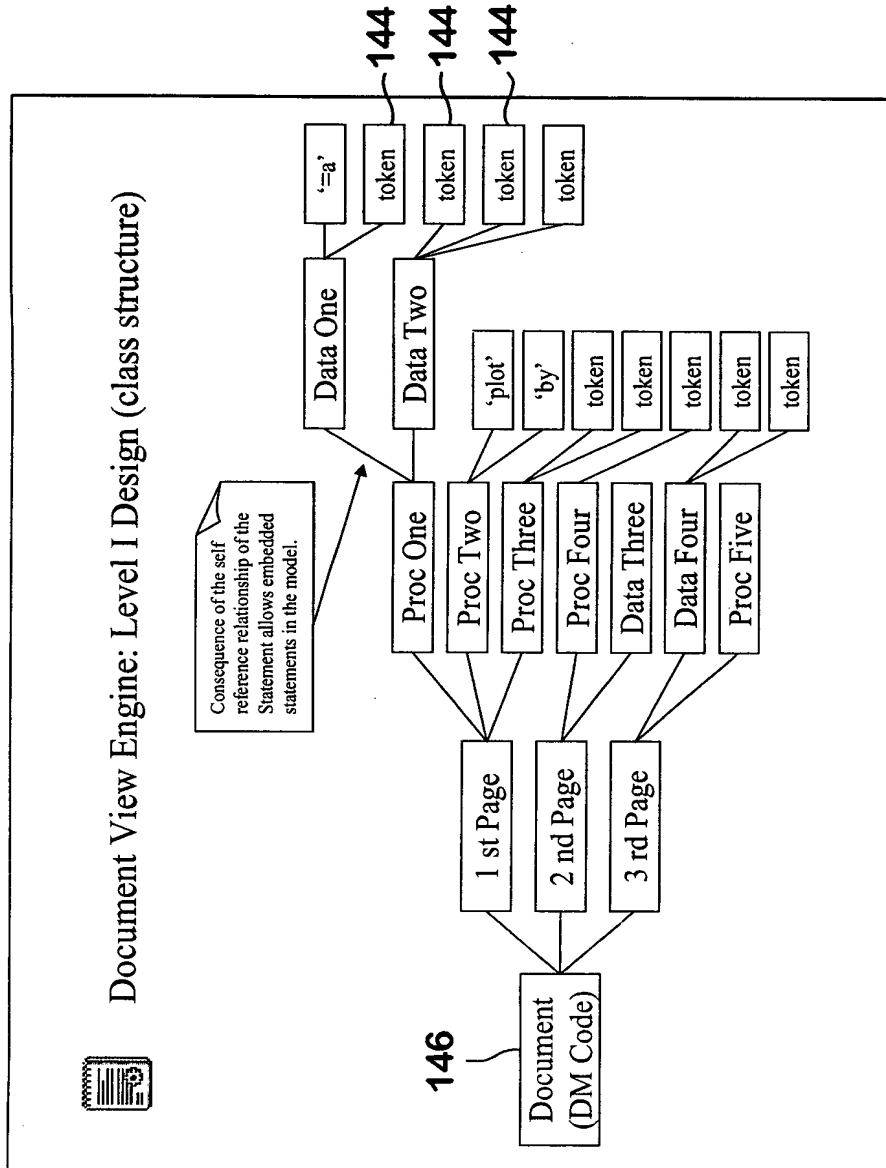 Document View Engine: Level I Design (class structure)
Consequence of the self
reference relationship of the
Statement allows embedded
statements in the model.
146
Document
(DM Code)
1 st Page
2 nd Page
3 rd Page
Proc One
Proc Two
Proc Three
Proc Four
Data Three
Data Four
Proc Five
Data One
Data Two
'plot'
'by'
token
token
token
token
token
'=a'
token
token
token
token
144
144
144